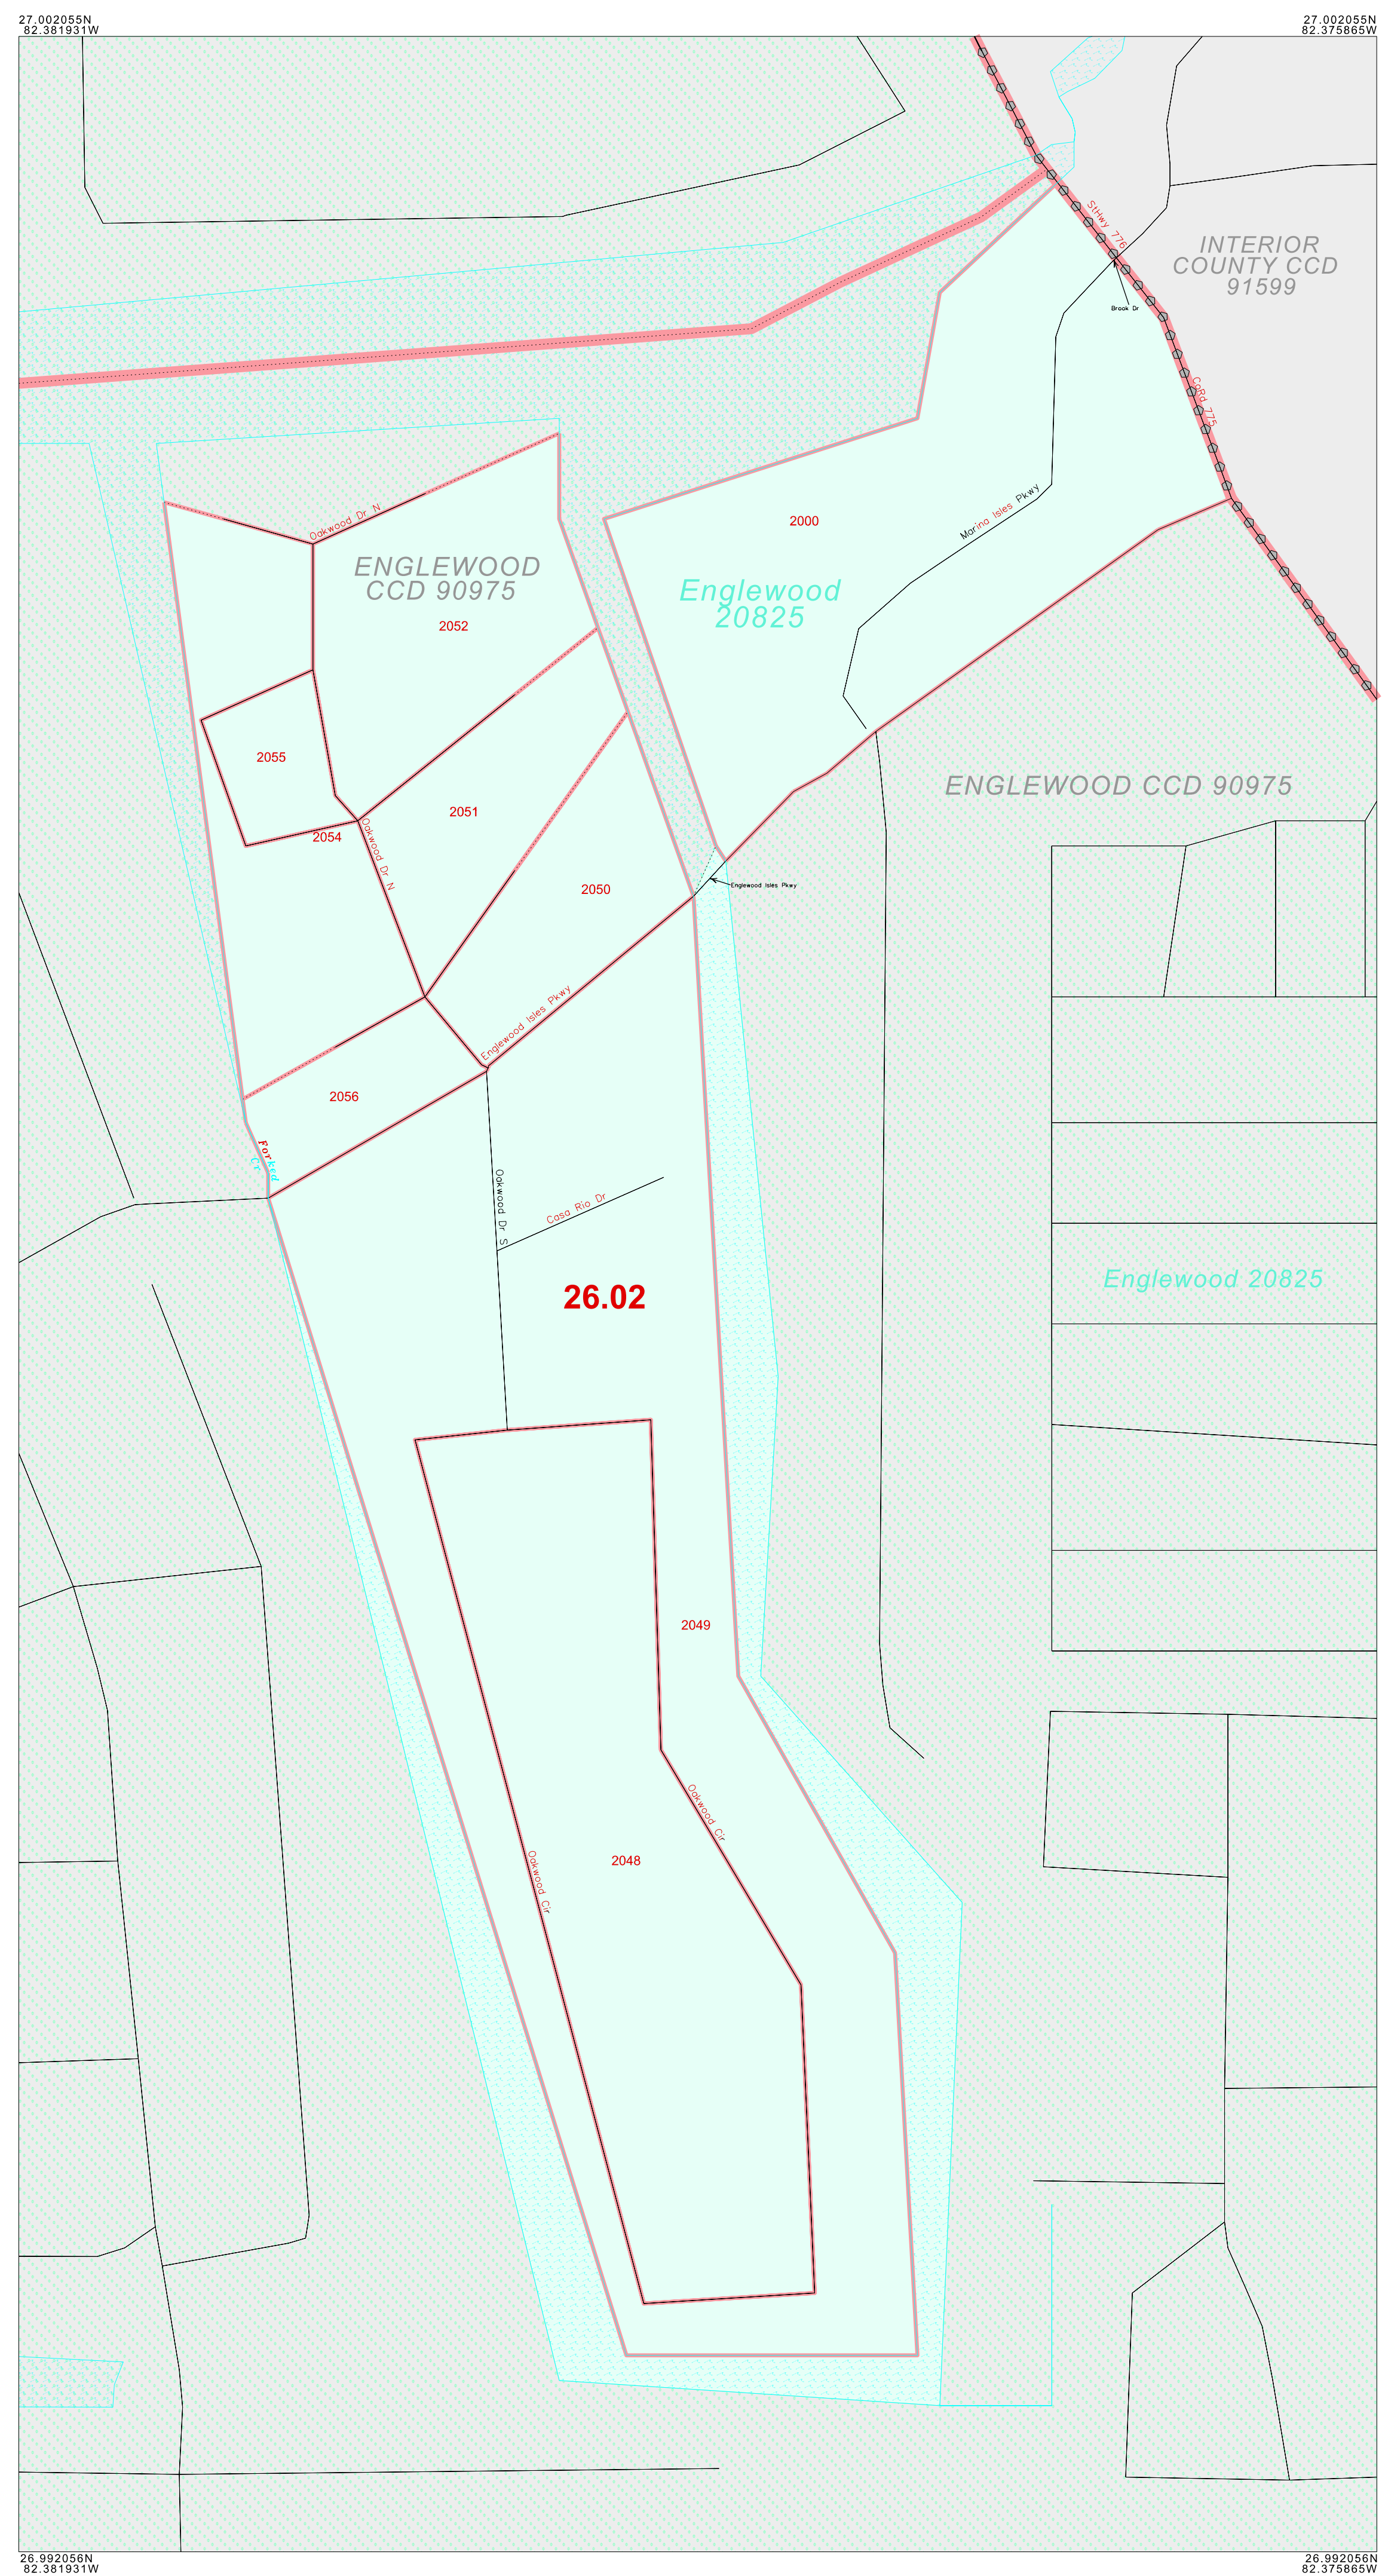 27.002055N
82.381931W
27.002055N
82.375865W
StHwy 776
INTERIOR
COUNTY CCD
91599
Brook Dr
CoRd 775
Oakwood Dr N
2000
Marina Isles Pkwy
ENGLEWOOD
CCD 90975
Englewood
20825
2052
2055
ENGLEWOOD CCD 90975
2051
2054
Oakwood Dr N
2050
Englewood Isles Pkwy
Englewood Isles Pkwy
2056
Forked
Cr
Oakwood Dr S
Casa Rio Dr
26.02
Englewood 20825
2049
Oakwood Cir
2048
Oakwood Cir
26.992056N
82.381931W
26.992056N
82.375865W